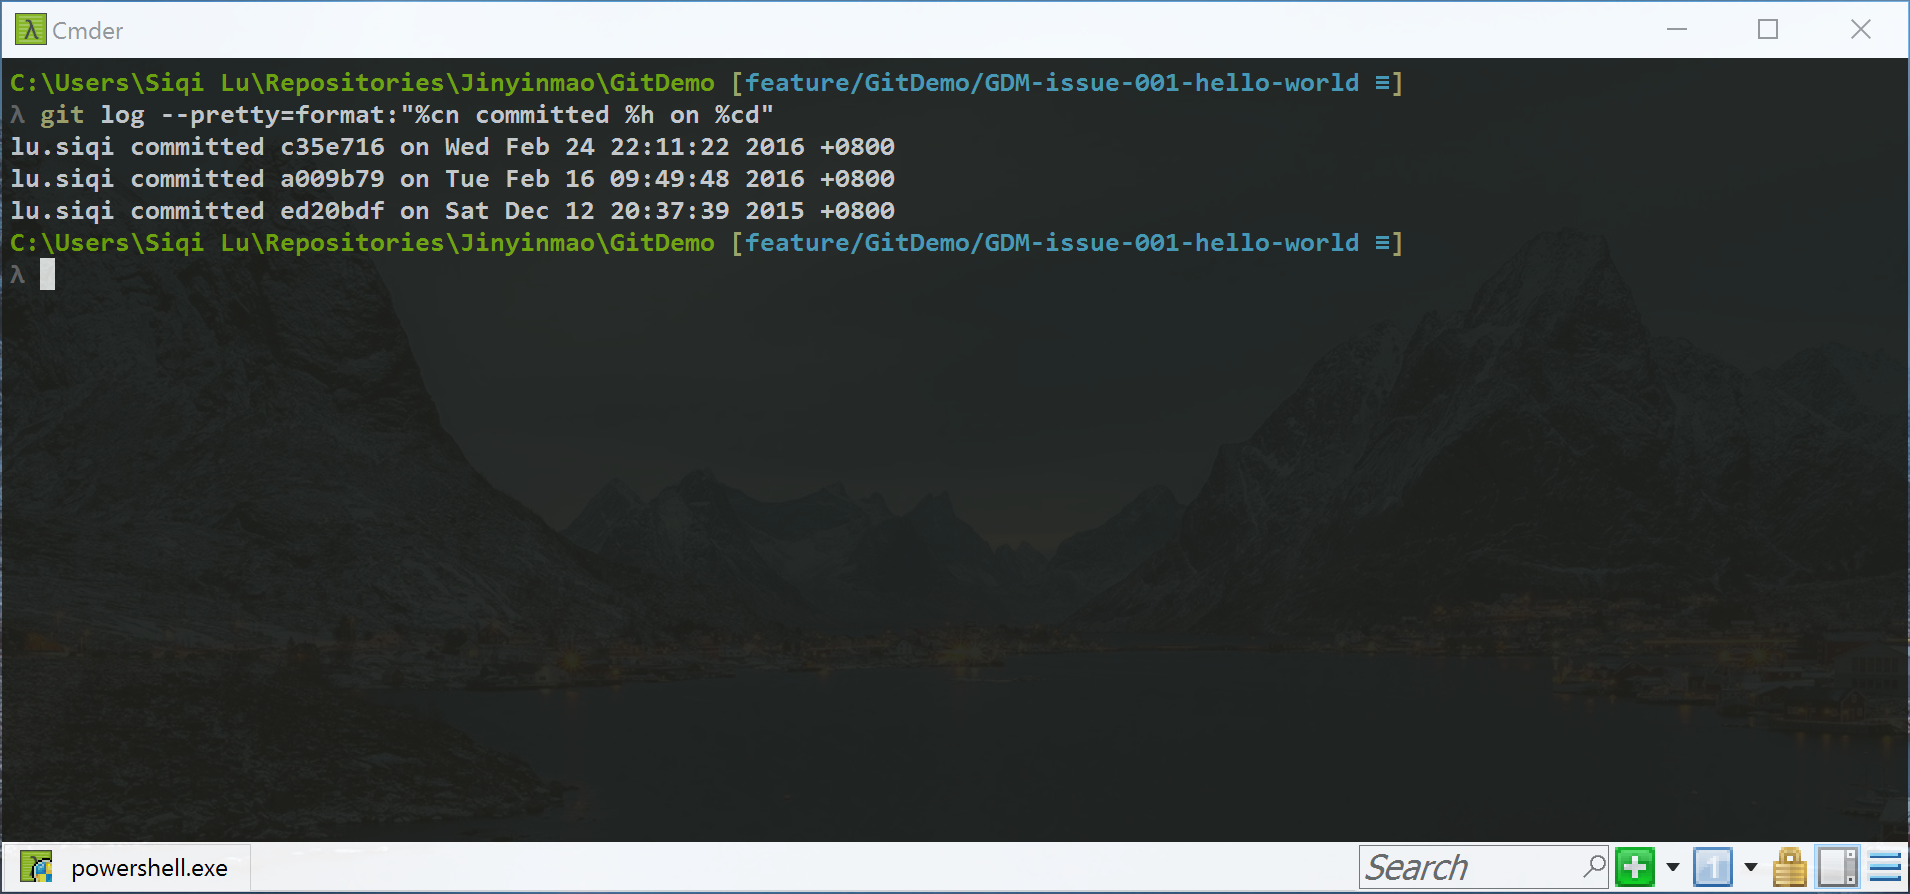 Cmder
C:\Users\Siqi Lu\Repositories\Jinyinmao\GitDemo [feature/GitDemo/GDM-issue-001-hello-world ≡]
λ git log --pretty=format:"%cn committed %h on %cd"
lu.siqi committed c35e716 on Wed Feb 24 22:11:22 2016 +0800
lu.siqi committed a009b79 on Tue Feb 16 09:49:48 2016 +0800
lu.siqi committed ed20bdf on Sat Dec 12 20:37:39 2015 +0800
C:\Users\Siqi Lu\Repositories\Jinyinmao\GitDemo [feature/GitDemo/GDM-issue-001-hello-world ≡]
λ
powershell.exe
Search
1